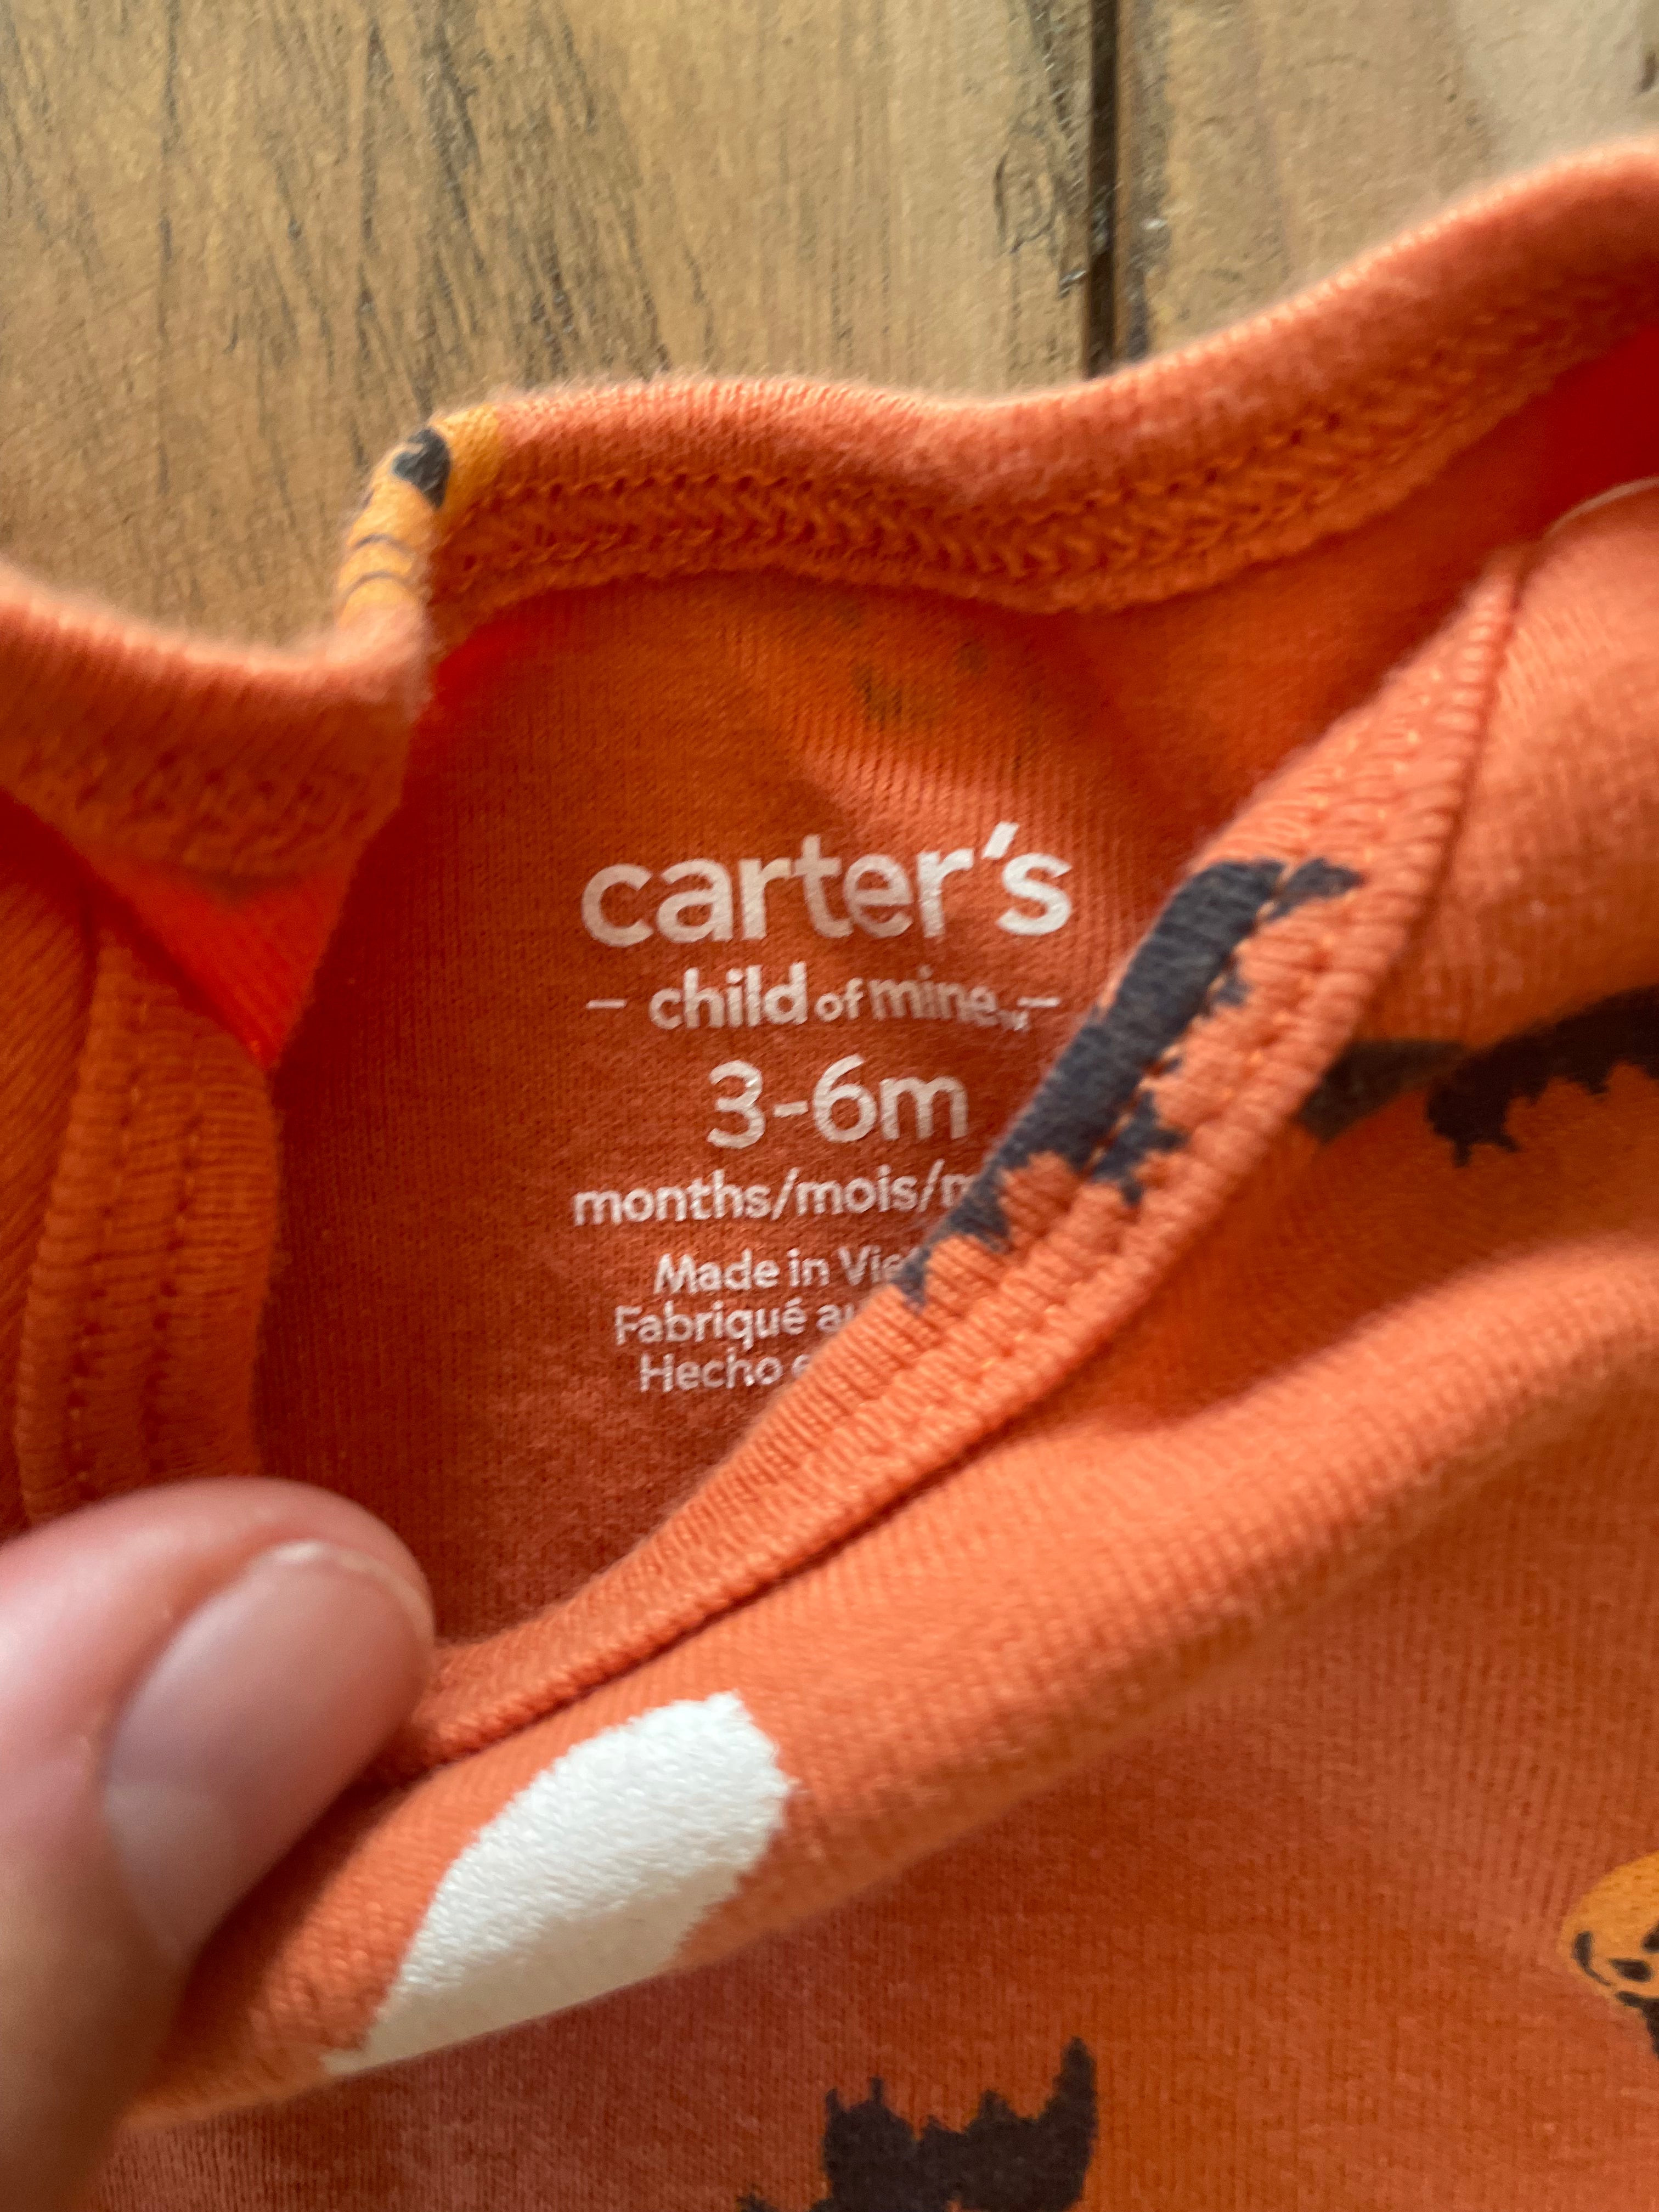 carter's
– child of mine –
3-6m
months/mois/
Made in
Fabriqué
Hecho